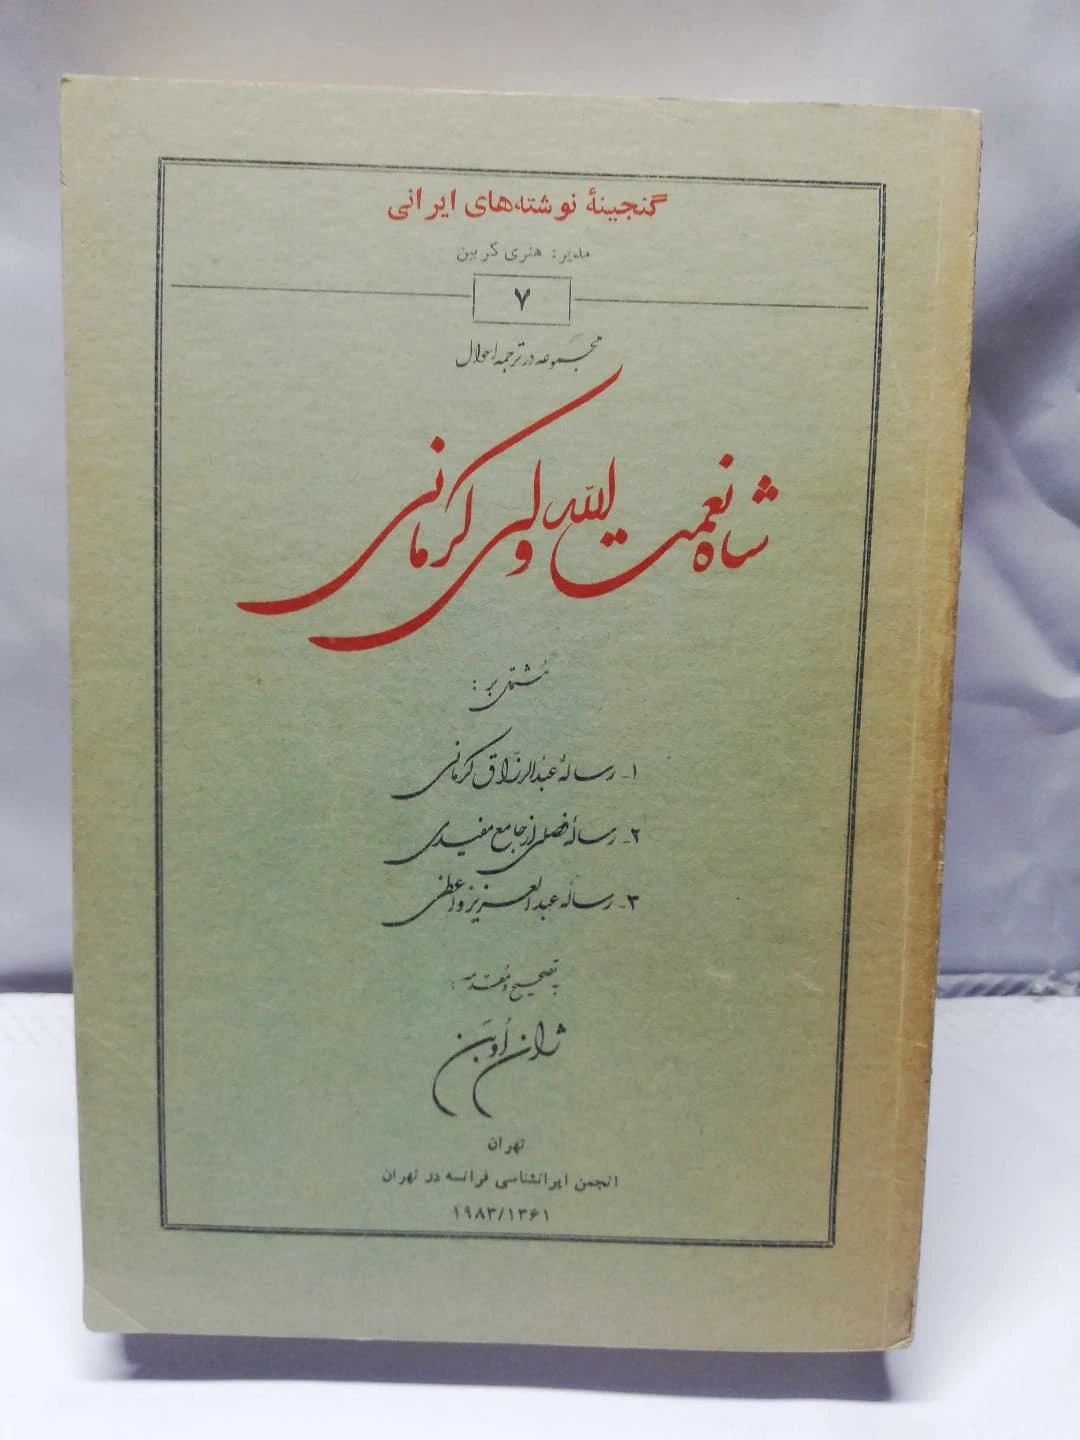 گنجینهٔ نوشته‌های ایرانی
مدیر: هنری کربین
۷
مجموعه در ترجمه احوال
شاه نعمت الله ولی کرمانی
مشتمل بر:
۱- رسالهٔ عبدالرزاق کرمانی
۲- رسالهٔ فصلی از جامع مفیدی
۳- رسالهٔ عبدالعزیز واعظی
به تصحیح و مقدمه:
ژان اوبن
تهران
انجمن ایرانشناسی فرانسه در تهران
۱۹۸۳/۱۳۶۱